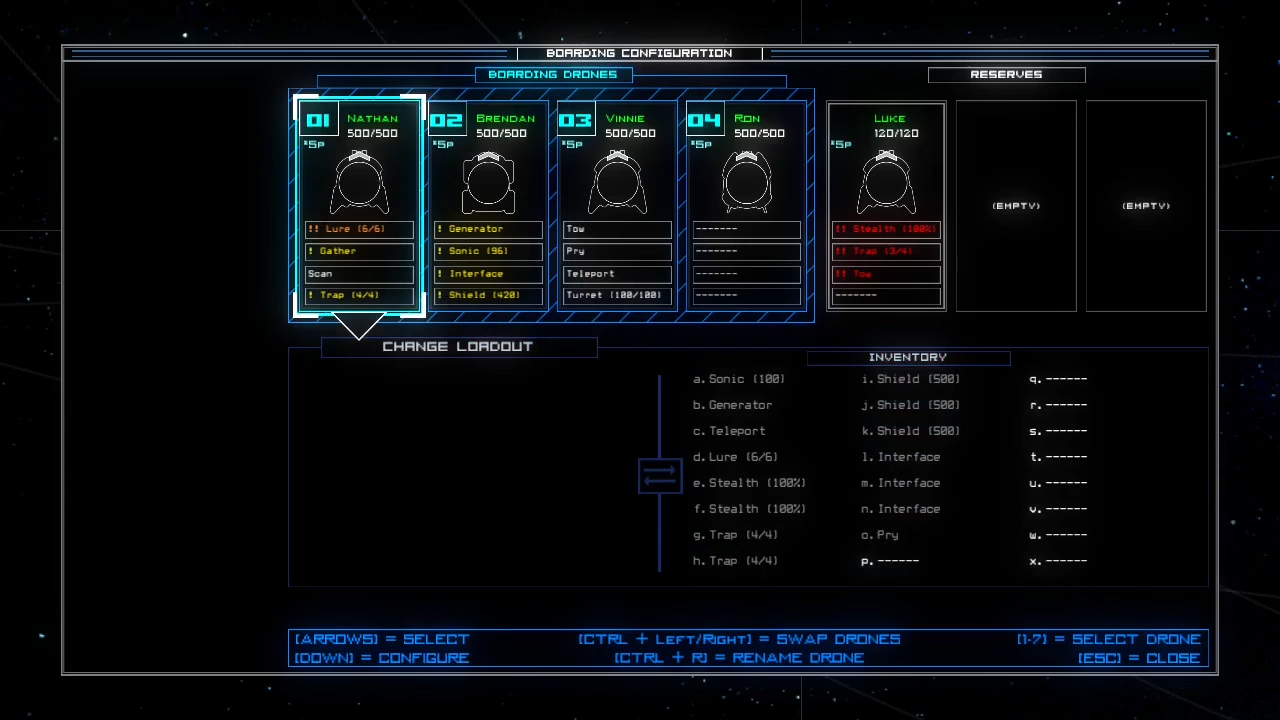 BOARDING CONFIGURATION
BOARDING DRONES
RESERVES
01 NATHAN 500/500
*5P
!! Lure (6/6)
! Gather
Scan
! Trap (4/4)
02 BRENDAN 500/500
*5P
! Generator
! Sonic (96)
! Interface
! Shield (420)
03 VINNIE 500/500
*5P
Tow
Pry
Teleport
Turret (100/100)
04 RON 500/500
*5P
-------
-------
-------
-------
LUKE 120/120
*5P
!! Stealth (100%)
!! Trap (3/4)
!! Tow
-------
(EMPTY)
(EMPTY)
CHANGE LOADOUT
INVENTORY
a. Sonic (100)
b. Generator
c. Teleport
d. Lure (6/6)
e. Stealth (100%)
f. Stealth (100%)
g. Trap (4/4)
h. Trap (4/4)
i. Shield (500)
j. Shield (500)
k. Shield (500)
l. Interface
m. Interface
n. Interface
o. Pry
p. ------
q. ------
r. ------
s. ------
t. ------
u. ------
v. ------
w. ------
x. ------
[ARROWS] = SELECT
[CTRL + LEFT/RIGHT] = SWAP DRONES
[1-7] = SELECT DRONE
[DOWN] = CONFIGURE
[CTRL + R] = RENAME DRONE
[ESC] = CLOSE